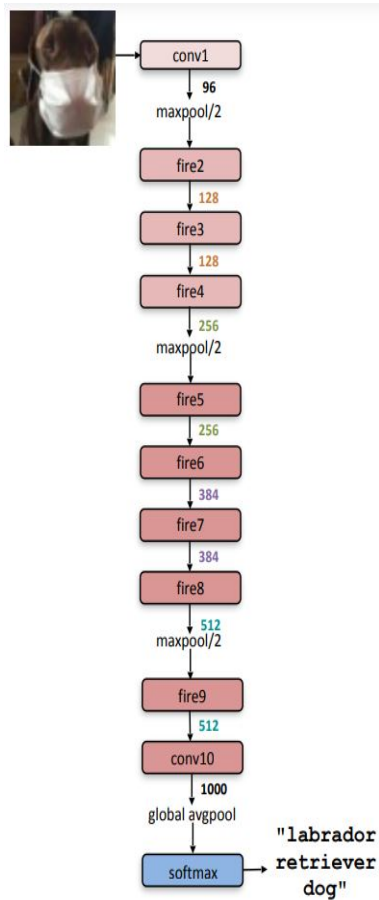 conv1
96
maxpool/2
fire2
128
fire3
128
fire4
256
maxpool/2
fire5
256
fire6
384
fire7
384
fire8
512
maxpool/2
fire9
512
conv10
1000
global avgpool
softmax
"labrador
retriever
dog"